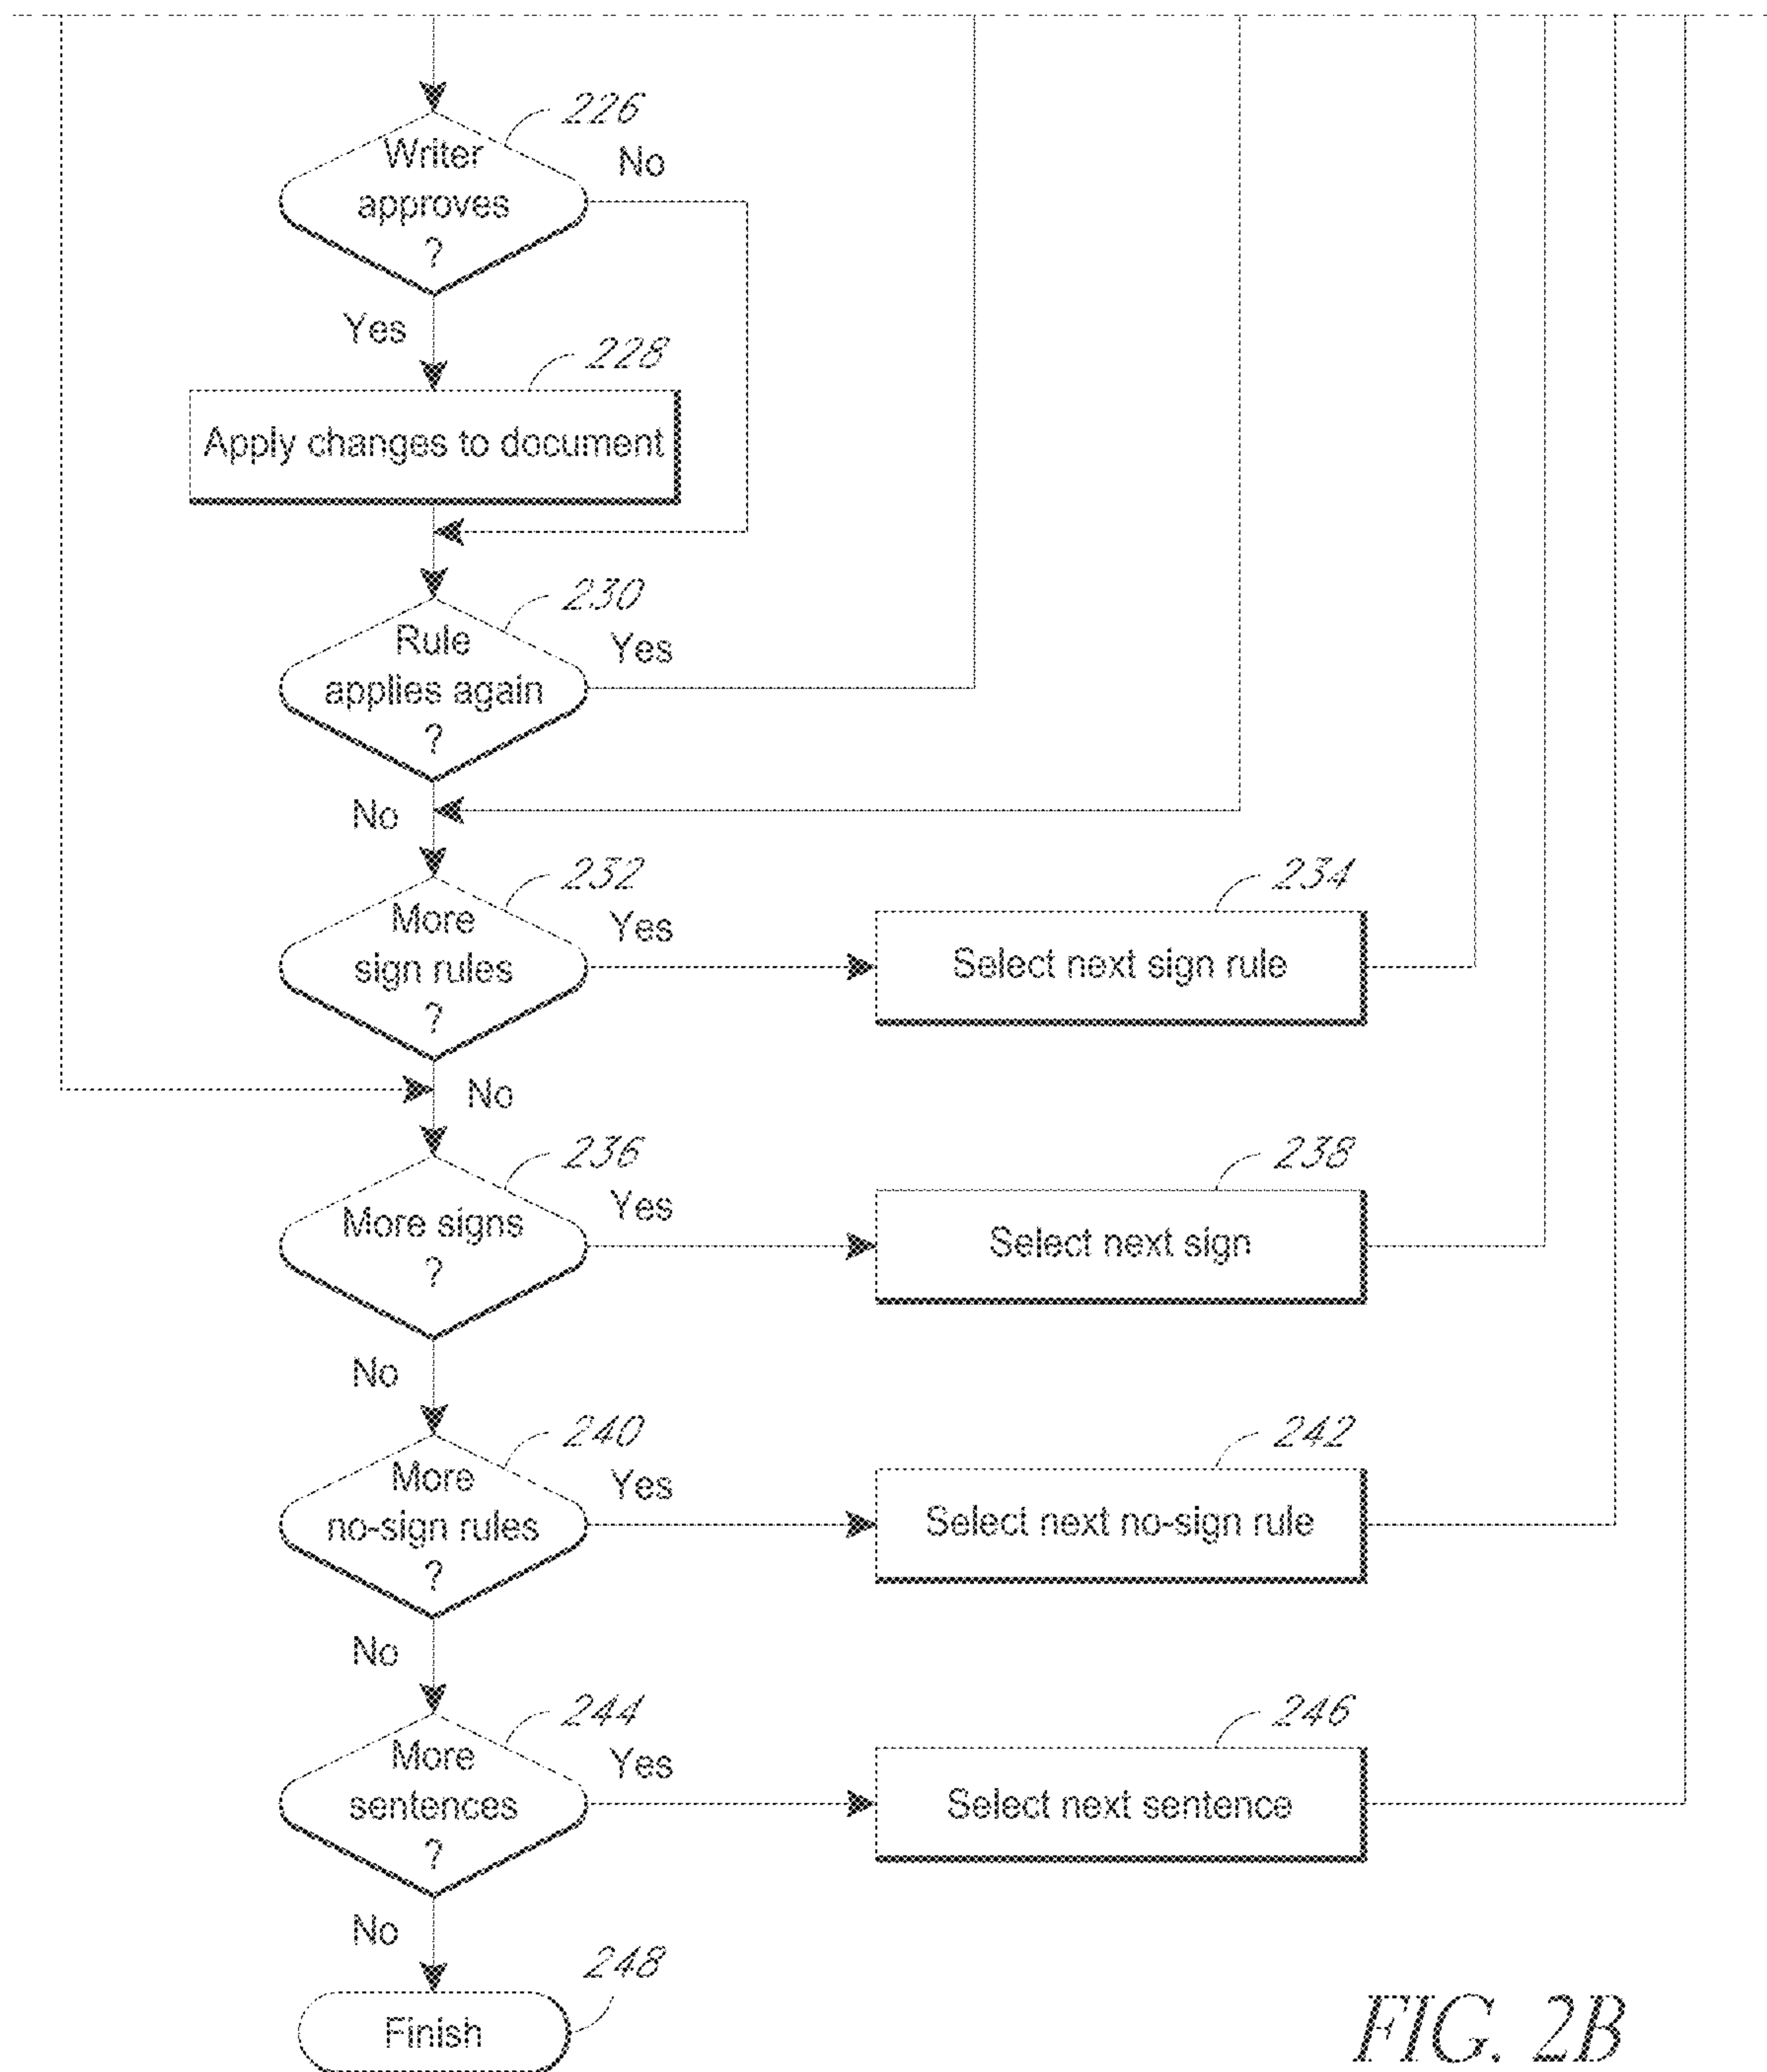 226
Writer
approves
?
No
Yes
228
Apply changes to document
230
Rule
applies again
?
Yes
No
232
More
sign rules
?
Yes
234
Select next sign rule
No
236
More signs
?
Yes
238
Select next sign
No
240
More
no-sign rules
?
Yes
242
Select next no-sign rule
No
244
More
sentences
?
Yes
246
Select next sentence
No
248
Finish
FIG. 2B